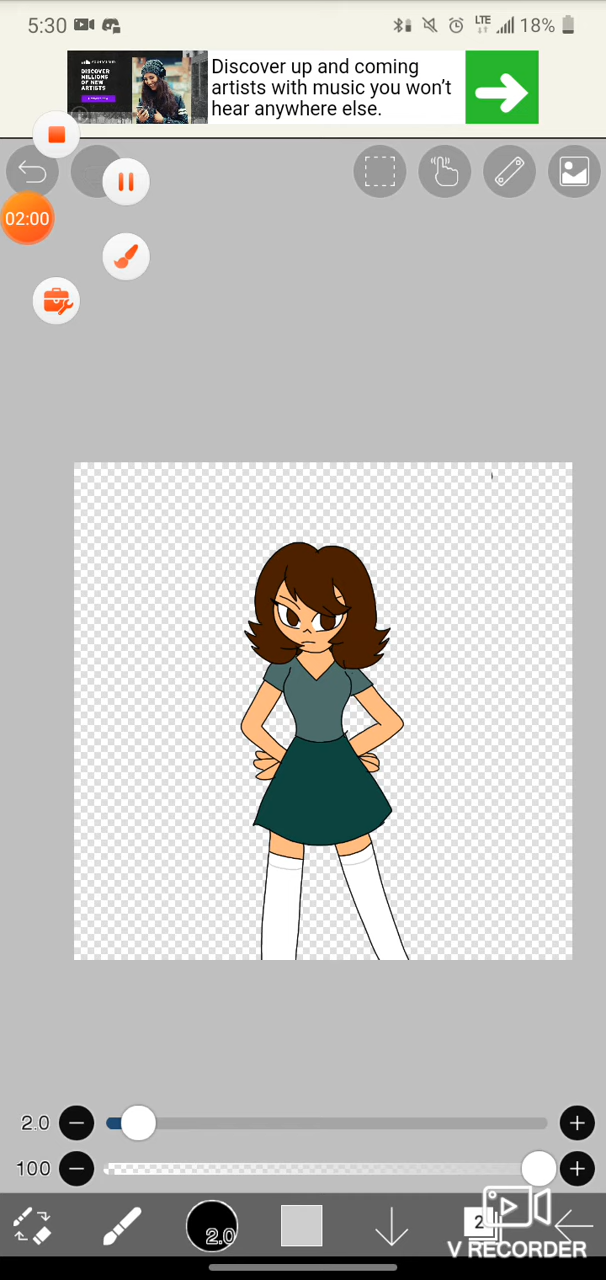 5:30
LTE
18%
DISCOVER
MILLIONS
OF NEW
ARTISTS
Discover up and coming
artists with music you won't
hear anywhere else.
02:00
2.0
100
2.0
2
V RECORDER